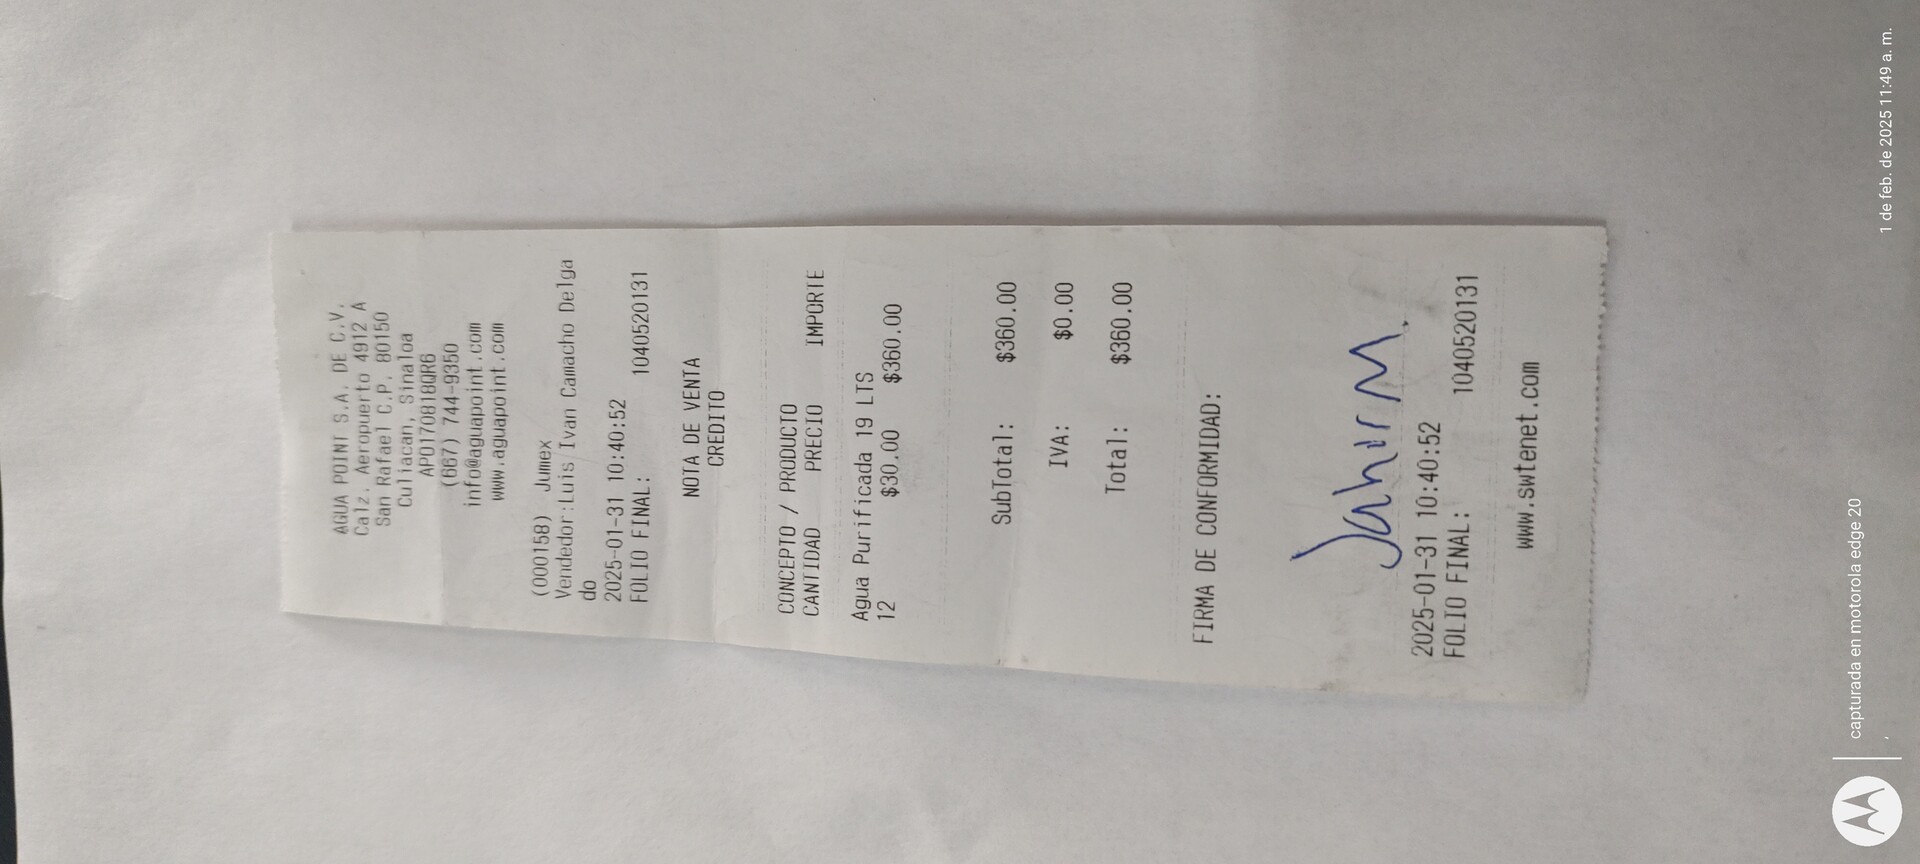 AGUA POINT S.A. DE C.V.
Calz. Aeropuerto 4912 A
San Rafael C.P. 80150
Culiacan, Sinaloa
APO170818QR6
(667) 744-9350
info@aguapoint.com
www.aguapoint.com
(000158) Jumex
Vendedor:Luis Ivan Camacho Delga
do
2025-01-31 10:40:52
FOLIO FINAL: 1040520131
NOTA DE VENTA
CREDITO
CONCEPTO / PRODUCTO
CANTIDAD PRECIO IMPORTE
Agua Purificada 19 LTS
12 $30.00 $360.00
SubTotal: $360.00
IVA: $0.00
Total: $360.00
FIRMA DE CONFORMIDAD:
2025-01-31 10:40:52
FOLIO FINAL: 1040520131
www.swtenet.com
capturada en motorola edge 20
1 de feb. de 2025 11:49 a. m.